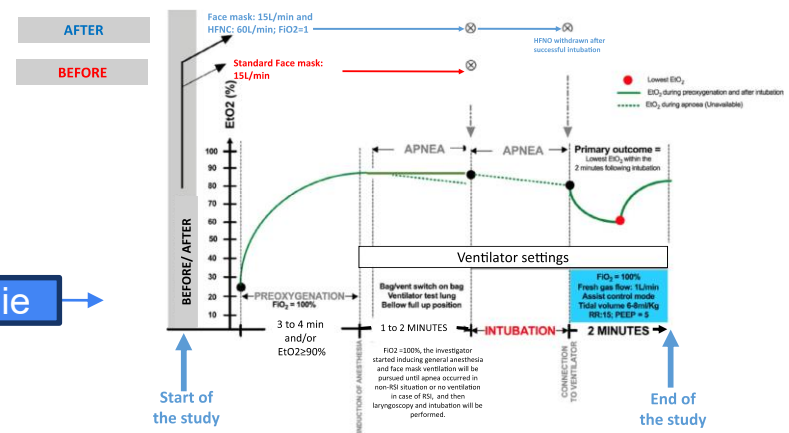 AFTER
Face mask: 15L/min and
HFNC: 60L/min; FiO2=1
HFNO withdrawn after
successful intubation
BEFORE
Standard Face mask:
15L/min
Lowest EtO2
EtO2 during preoxygenation and after intubation
EtO2 during apnoea (Unavailable)
EtO2 (%)
APNEA
APNEA
Primary outcome =
Lowest EtO2 within the
2 minutes following intubation
100
90
80
70
60
50
40
30
20
10
BEFORE/ AFTER
Ventilator settings
ie
PREOXYGENATION
FiO2 = 100%
Bag/vent switch on bag
Ventilator test lung
Bellow full up position
FiO2 = 100%
Fresh gas flow: 1L/min
Assist control mode
Tidal volume 6-8ml/Kg
RR:15; PEEP = 5
3 to 4 min
and/or
EtO2≥90%
1 to 2 MINUTES
INTUBATION
2 MINUTES
INDUCTION OF ANESTHESIA
FiO2 =100%, the investigator
started inducing general anesthesia
and face mask ventilation will be
pursued until apnea occurred in
non-RSI situation or no ventilation
in case of RSI, and then
laryngoscopy and intubation will be
performed.
CONNECTION
TO VENTILATOR
Start of
the study
End of
the study